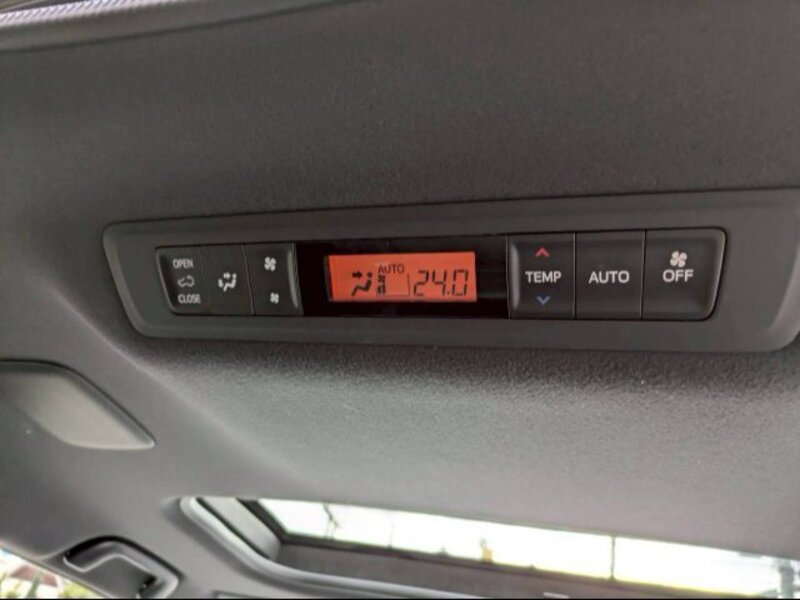 OPEN
CLOSE
AUTO
24.0
TEMP
AUTO
OFF